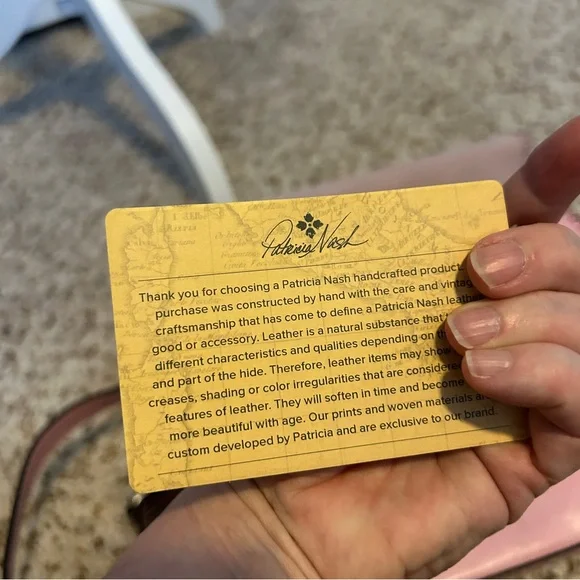 Patricia Nash
Thank you for choosing a Patricia Nash handcrafted product.
purchase was constructed by hand with the care and vintage
craftsmanship that has come to define a Patricia Nash leather
good or accessory. Leather is a natural substance that
different characteristics and qualities depending on
and part of the hide. Therefore, leather items may show
creases, shading or color irregularities that are considered
features of leather. They will soften in time and become
more beautiful with age. Our prints and woven materials
custom developed by Patricia and are exclusive to our brand.